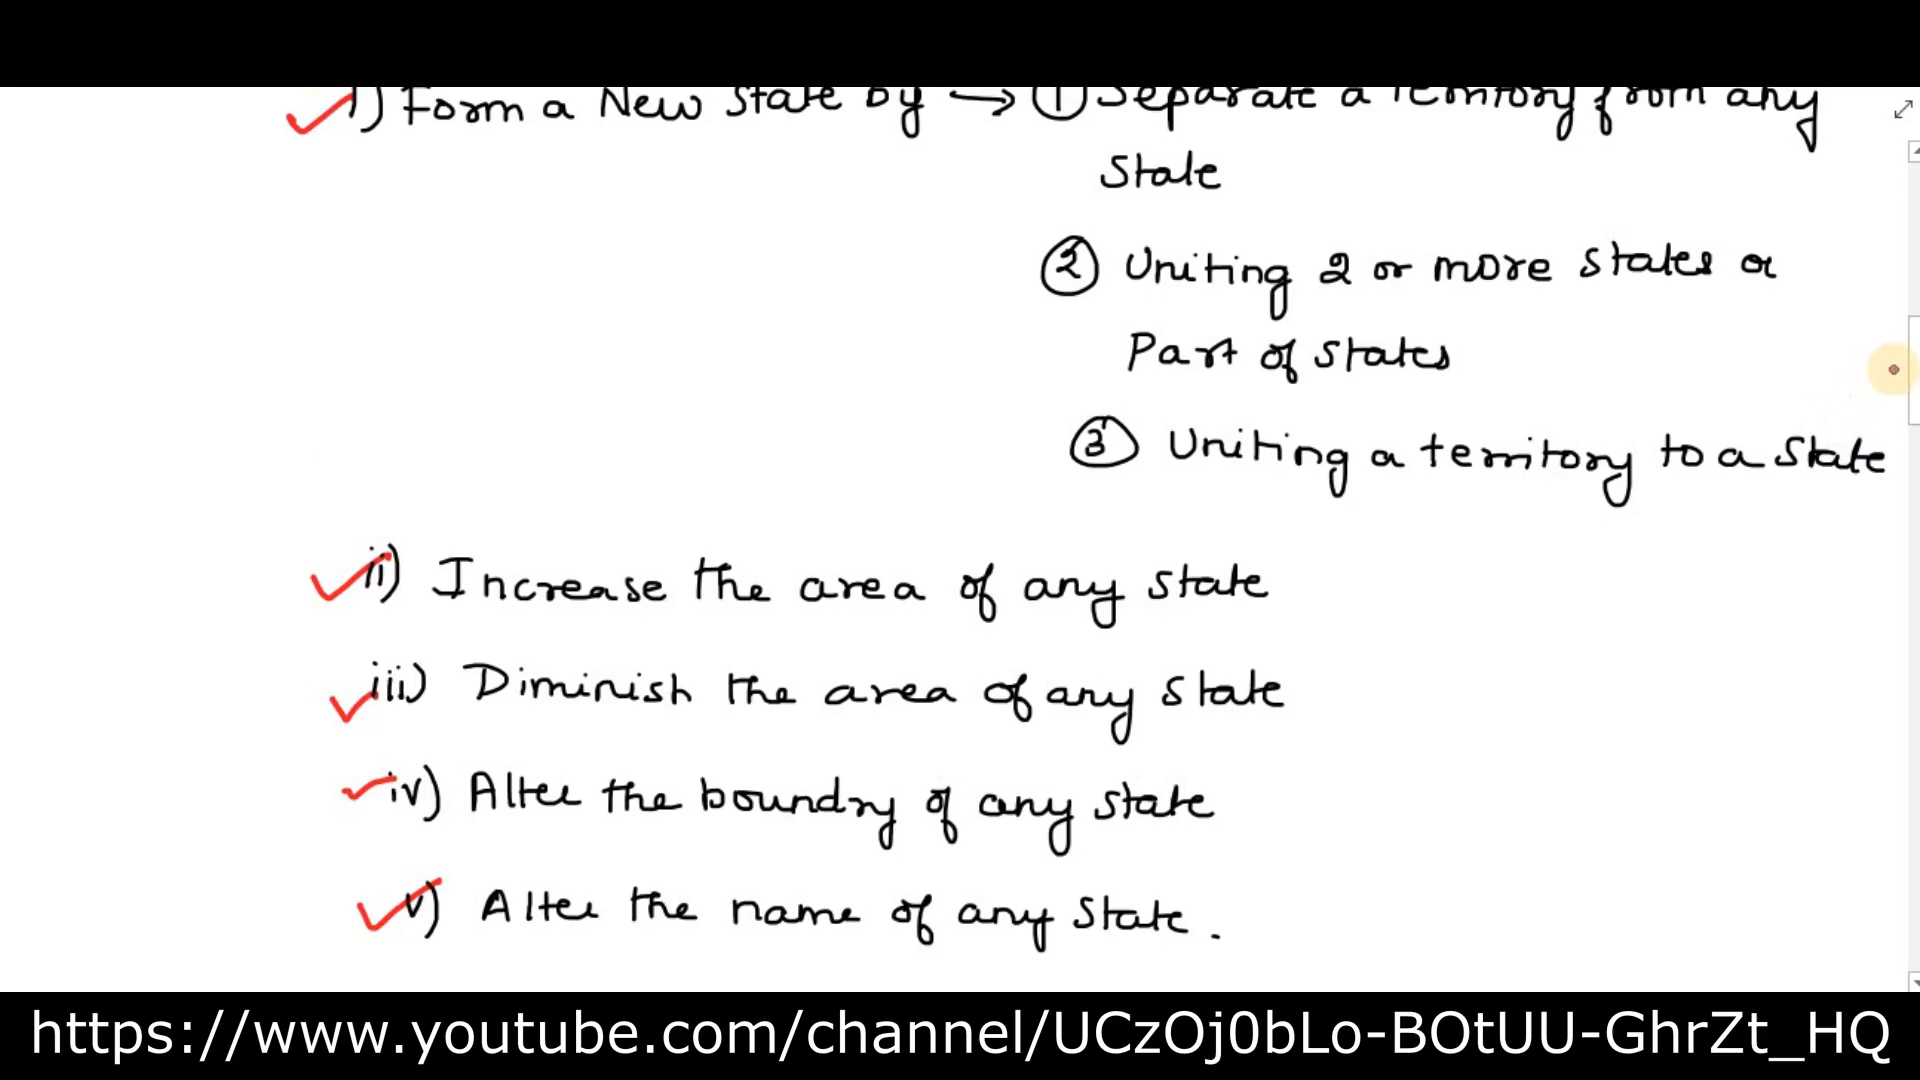 i) Form a New State by → ① Separate a Territory from any
State
② Uniting 2 or more States or
Part of States
③ Uniting a territory to a State
ii) Increase the area of any State
iii) Diminish the area of any State
iv) Alter the boundry of any State
v) Alter the name of any State.
https://www.youtube.com/channel/UCzOj0bLo-BOtUU-GhrZt_HQ